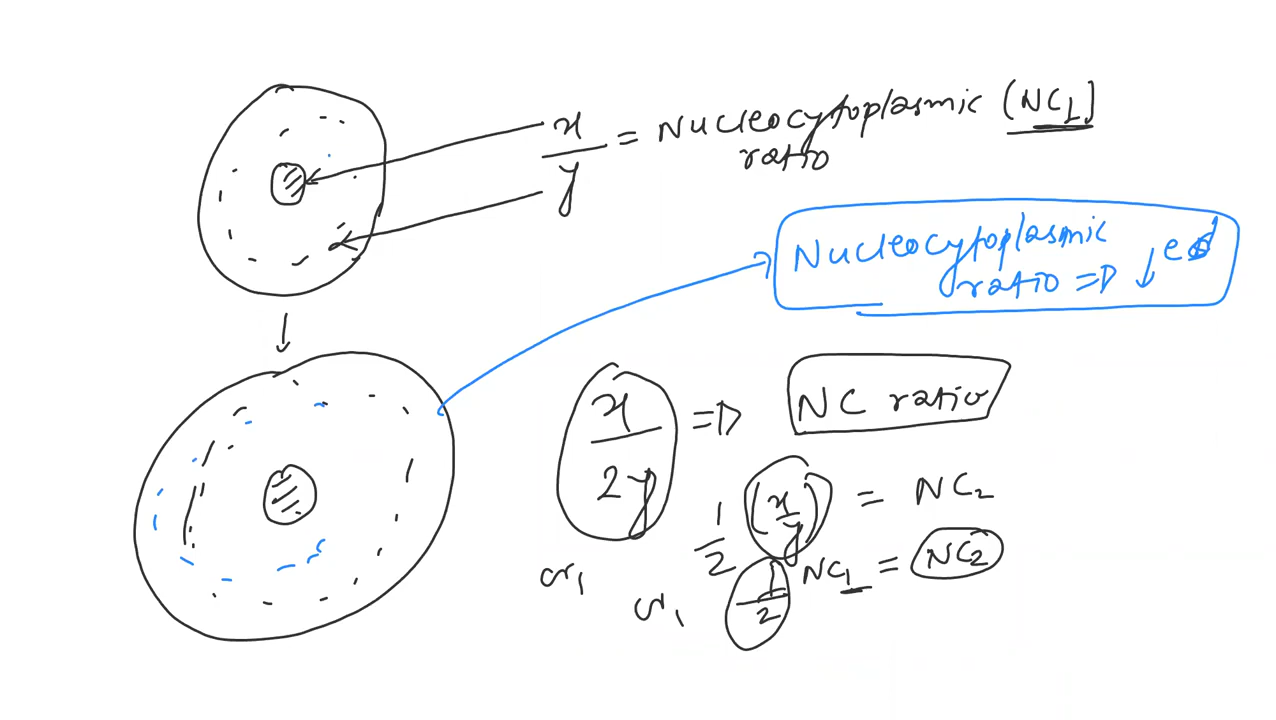 x/y = Nucleocytoplasmic (NC1)
ratio
Nucleocytoplasmic
ratio => ↓ ed
x/2y => NC ratio
1/2 (x/y) = NC2
or, or, 1/2 NC1 = NC2